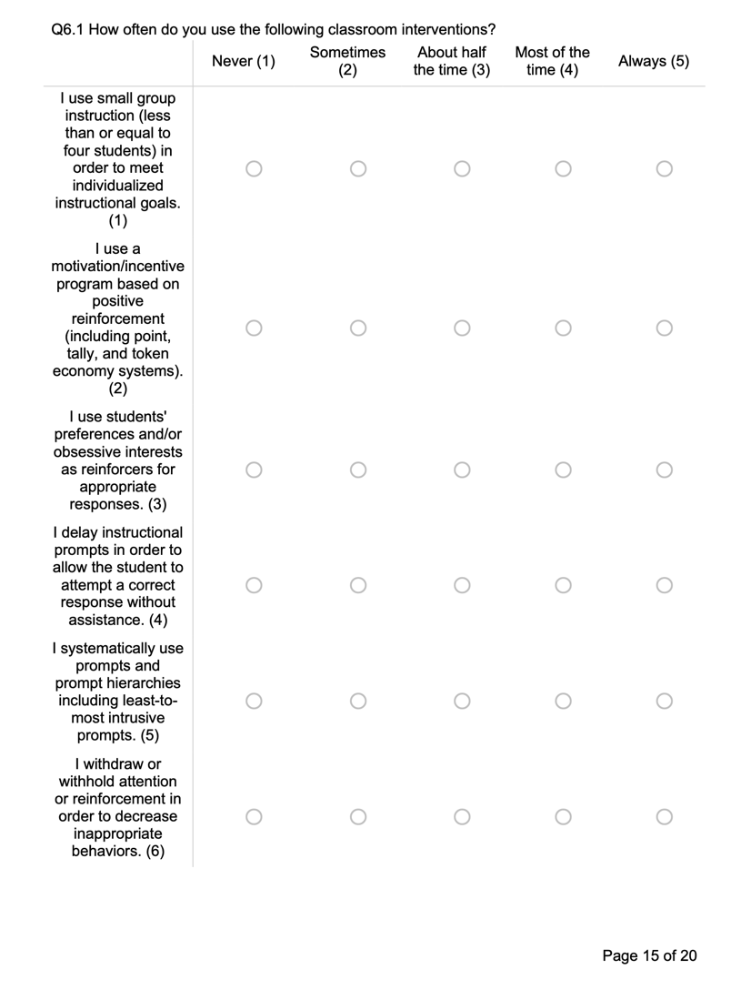 Q6.1 How often do you use the following classroom interventions?
Never (1)
Sometimes
(2)
About half
the time (3)
Most of the
time (4)
Always (5)
I use small group
instruction (less
than or equal to
four students) in
order to meet
individualized
instructional goals.
(1)
I use a
motivation/incentive
program based on
positive
reinforcement
(including point,
tally, and token
economy systems).
(2)
I use students'
preferences and/or
obsessive interests
as reinforcers for
appropriate
responses. (3)
I delay instructional
prompts in order to
allow the student to
attempt a correct
response without
assistance. (4)
I systematically use
prompts and
prompt hierarchies
including least-to-
most intrusive
prompts. (5)
I withdraw or
withhold attention
or reinforcement in
order to decrease
inappropriate
behaviors. (6)
Page 15 of 20